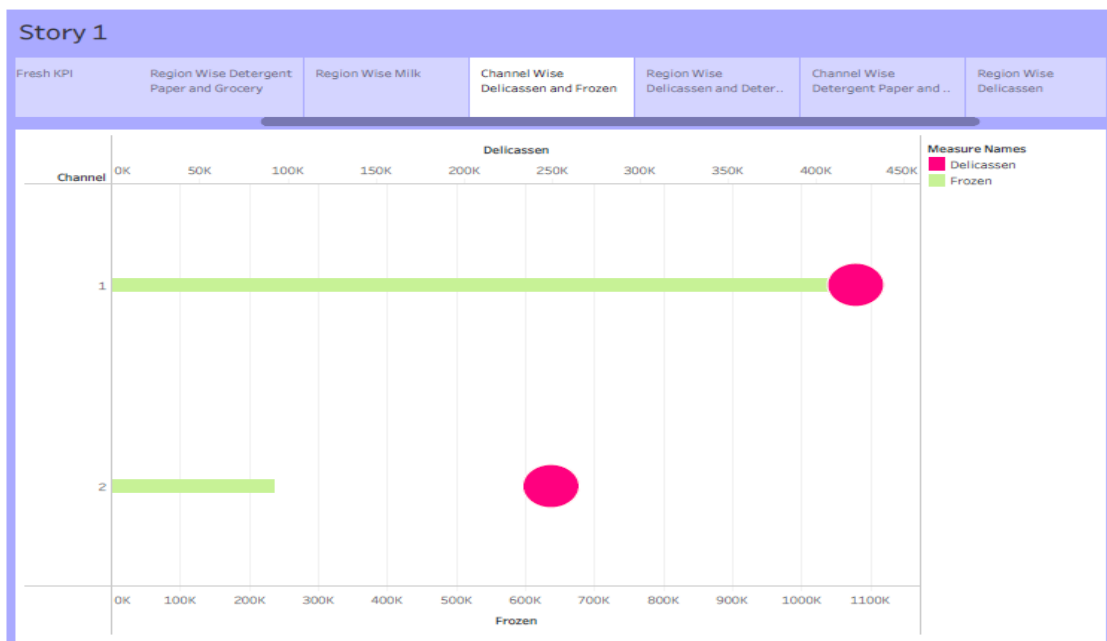 Story 1
Fresh KPI
Region Wise Detergent
Paper and Grocery
Region Wise Milk
Channel Wise
Delicassen and Frozen
Region Wise
Delicassen and Deter..
Channel Wise
Detergent Paper and ..
Region Wise
Delicassen
Delicassen
Channel
0K 50K 100K 150K 200K 250K 300K 350K 400K 450K
1
2
0K 100K 200K 300K 400K 500K 600K 700K 800K 900K 1000K 1100K
Frozen
Measure Names
Delicassen
Frozen